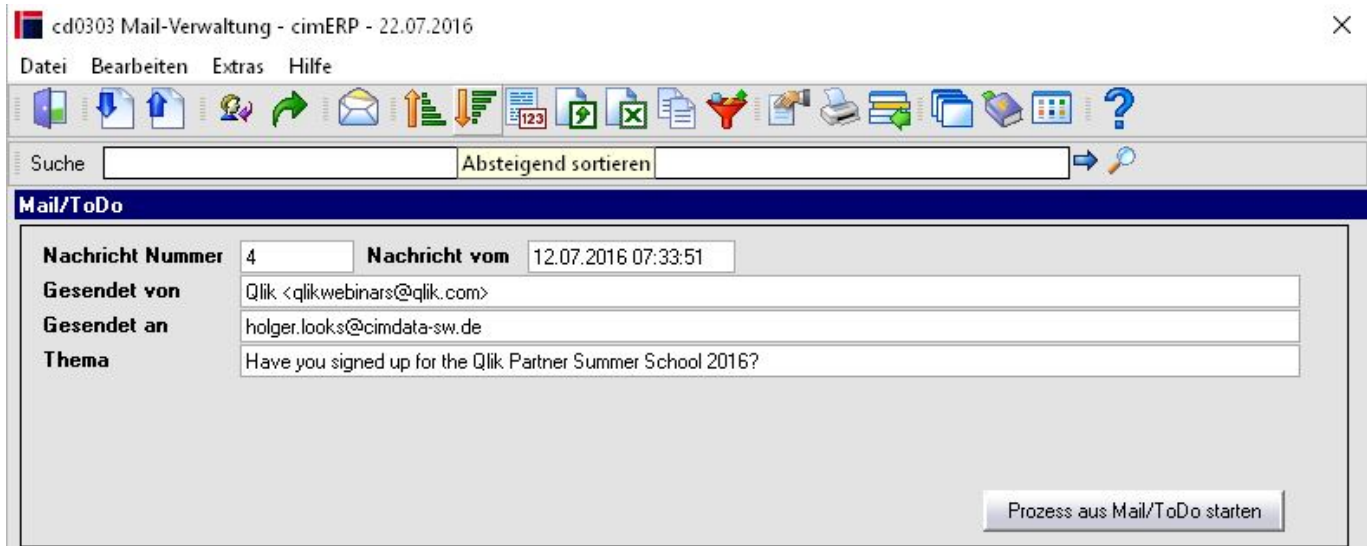 cd0303 Mail-Verwaltung - cimERP - 22.07.2016
Datei Bearbeiten Extras Hilfe
123
Suche Absteigend sortieren
Mail/ToDo
Nachricht Nummer 4 Nachricht vom 12.07.2016 07:33:51
Gesendet von Qlik <qlikwebinars@qlik.com>
Gesendet an holger.looks@cimdata-sw.de
Thema Have you signed up for the Qlik Partner Summer School 2016?
Prozess aus Mail/ToDo starten